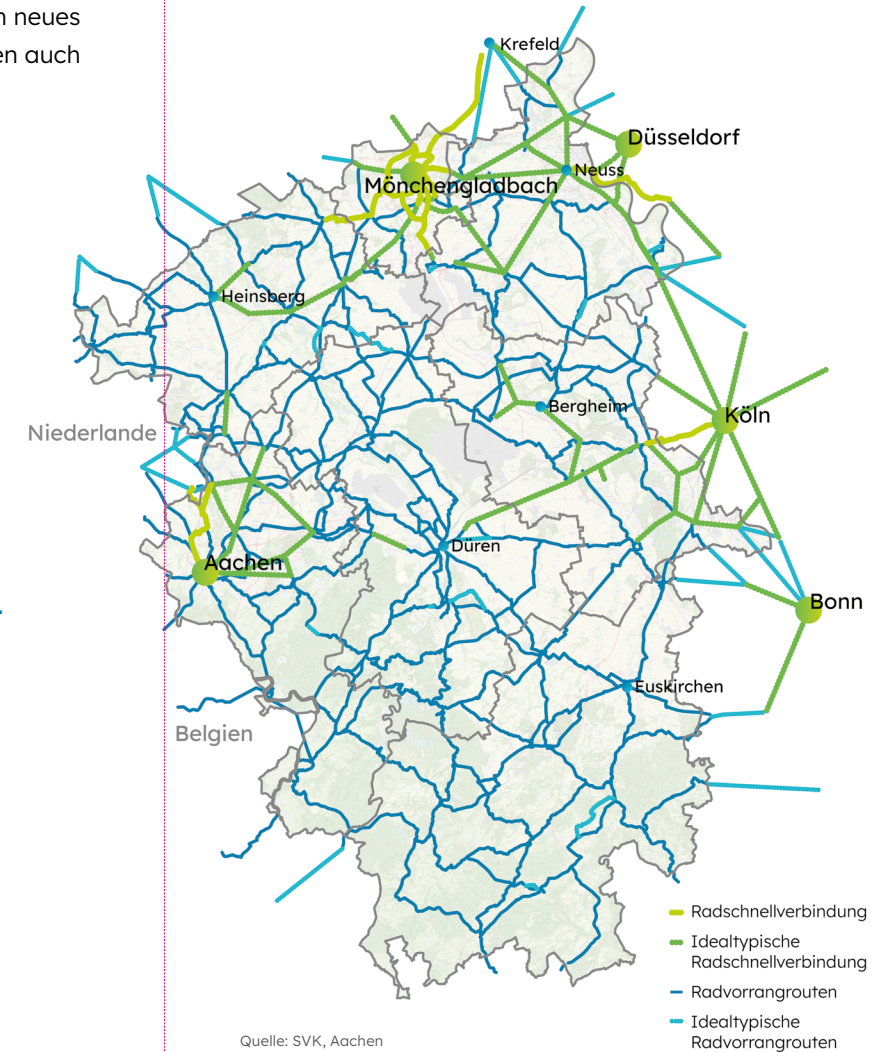 n neues
en auch
Krefeld
Düsseldorf
Neuss
Mönchengladbach
Heinsberg
Bergheim
Köln
Niederlande
Düren
Aachen
Bonn
Euskirchen
Belgien
Radschnellverbindung
Idealtypische
Radschnellverbindung
Radvorrangrouten
Idealtypische
Radvorrangrouten
Quelle: SVK, Aachen